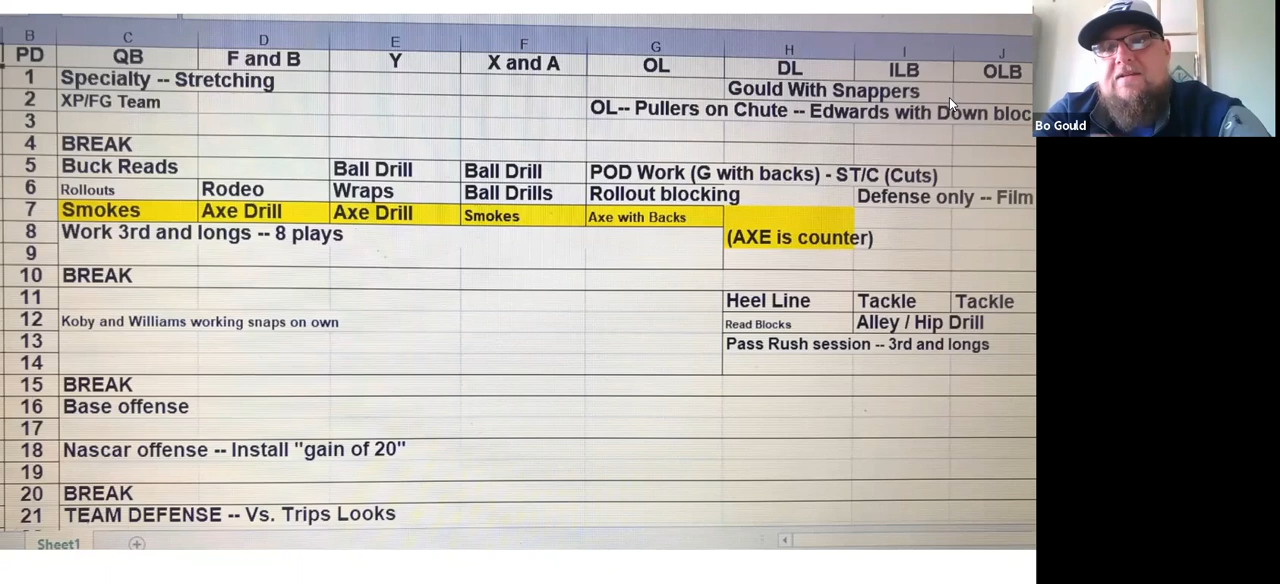 B C D E F G H I J
PD QB F and B Y X and A OL DL ILB OLB
1 Specialty -- Stretching Gould With Snappers
2 XP/FG Team OL-- Pullers on Chute -- Edwards with Down bloc
3
4 BREAK
5 Buck Reads Ball Drill Ball Drill POD Work (G with backs) - ST/C (Cuts)
6 Rollouts Rodeo Wraps Ball Drills Rollout blocking Defense only -- Film
7 Smokes Axe Drill Axe Drill Smokes Axe with Backs
8 Work 3rd and longs -- 8 plays (AXE is counter)
9
10 BREAK
11 Heel Line Tackle Tackle
12 Koby and Williams working snaps on own Read Blocks Alley / Hip Drill
13 Pass Rush session -- 3rd and longs
14
15 BREAK
16 Base offense
17
18 Nascar offense -- Install "gain of 20"
19
20 BREAK
21 TEAM DEFENSE -- Vs. Trips Looks
Sheet1
Bo Gould